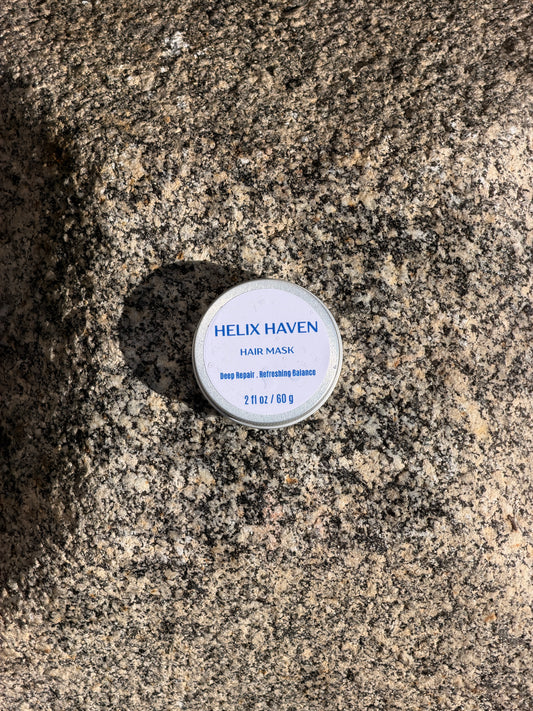 HELIX HAVEN
HAIR MASK
Deep Repair . Refreshing Balance
2 fl oz / 60 g